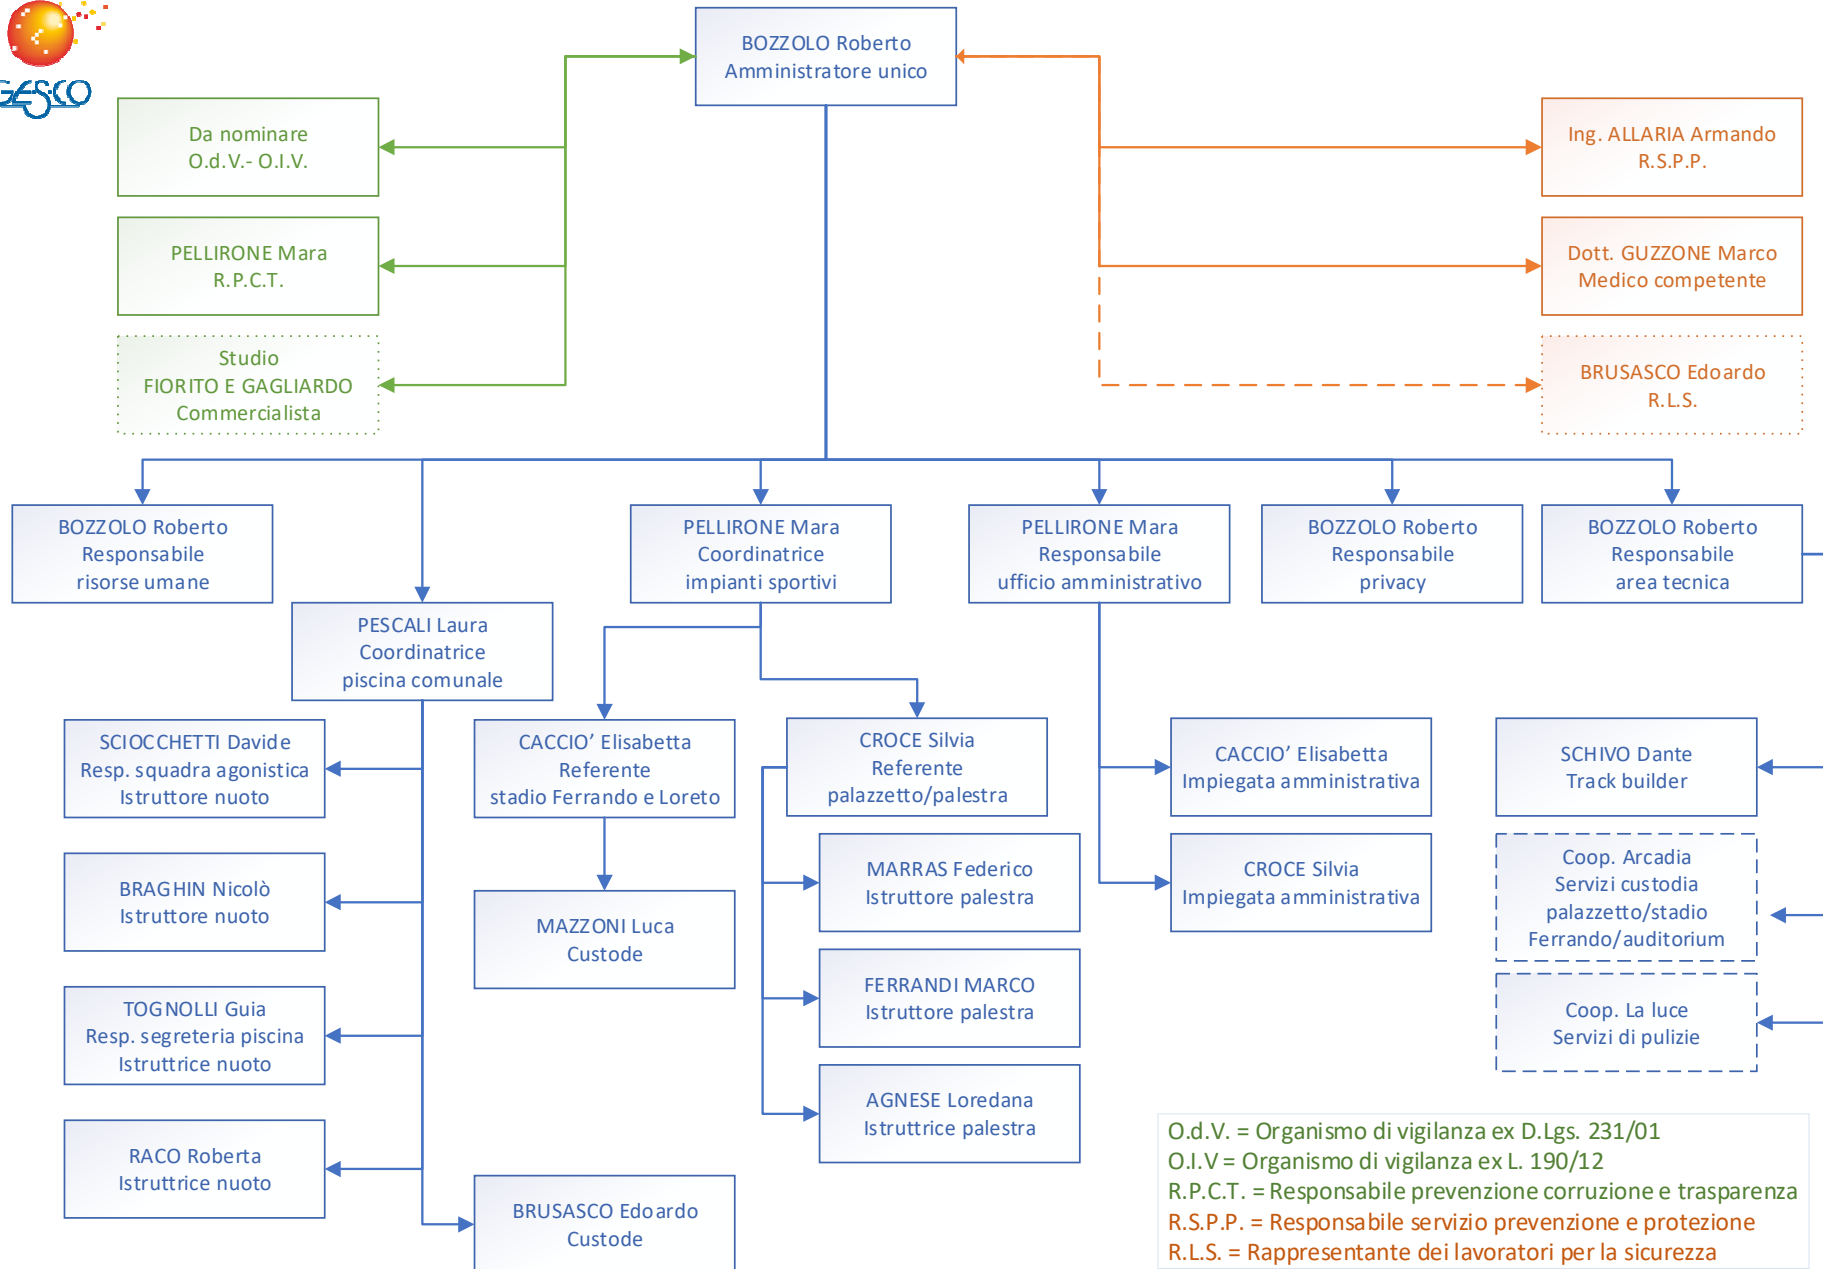 GESCO
BOZZOLO Roberto
Amministratore unico
Da nominare
O.d.V.- O.I.V.
PELLIRONE Mara
R.P.C.T.
Studio
FIORITO E GAGLIARDO
Commercialista
Ing. ALLARIA Armando
R.S.P.P.
Dott. GUZZONE Marco
Medico competente
BRUSASCO Edoardo
R.L.S.
BOZZOLO Roberto
Responsabile
risorse umane
PESCALI Laura
Coordinatrice
piscina comunale
PELLIRONE Mara
Coordinatrice
impianti sportivi
PELLIRONE Mara
Responsabile
ufficio amministrativo
BOZZOLO Roberto
Responsabile
privacy
BOZZOLO Roberto
Responsabile
area tecnica
SCIOCCHETTI Davide
Resp. squadra agonistica
Istruttore nuoto
BRAGHIN Nicolò
Istruttore nuoto
TOGNOLLI Guia
Resp. segreteria piscina
Istruttrice nuoto
RACO Roberta
Istruttrice nuoto
BRUSASCO Edoardo
Custode
CACCIO’ Elisabetta
Referente
stadio Ferrando e Loreto
MAZZONI Luca
Custode
CROCE Silvia
Referente
palazzetto/palestra
MARRAS Federico
Istruttore palestra
FERRANDI MARCO
Istruttore palestra
AGNESE Loredana
Istruttrice palestra
CACCIO’ Elisabetta
Impiegata amministrativa
CROCE Silvia
Impiegata amministrativa
SCHIVO Dante
Track builder
Coop. Arcadia
Servizi custodia
palazzetto/stadio
Ferrando/auditorium
Coop. La luce
Servizi di pulizie
O.d.V. = Organismo di vigilanza ex D.Lgs. 231/01
O.I.V = Organismo di vigilanza ex L. 190/12
R.P.C.T. = Responsabile prevenzione corruzione e trasparenza
R.S.P.P. = Responsabile servizio prevenzione e protezione
R.L.S. = Rappresentante dei lavoratori per la sicurezza